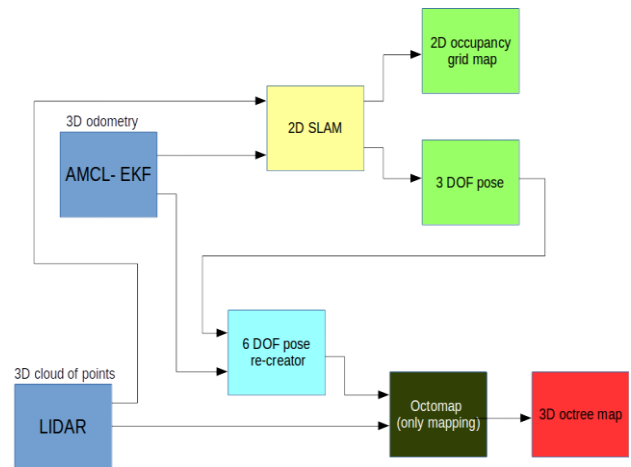 2D occupancy
grid map
2D SLAM
3D odometry
AMCL- EKF
3 DOF pose
6 DOF pose
re-creator
3D cloud of points
LIDAR
Octomap
(only mapping)
3D octree map